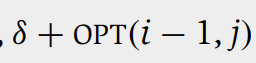 , δ + OPT(i − 1, j)